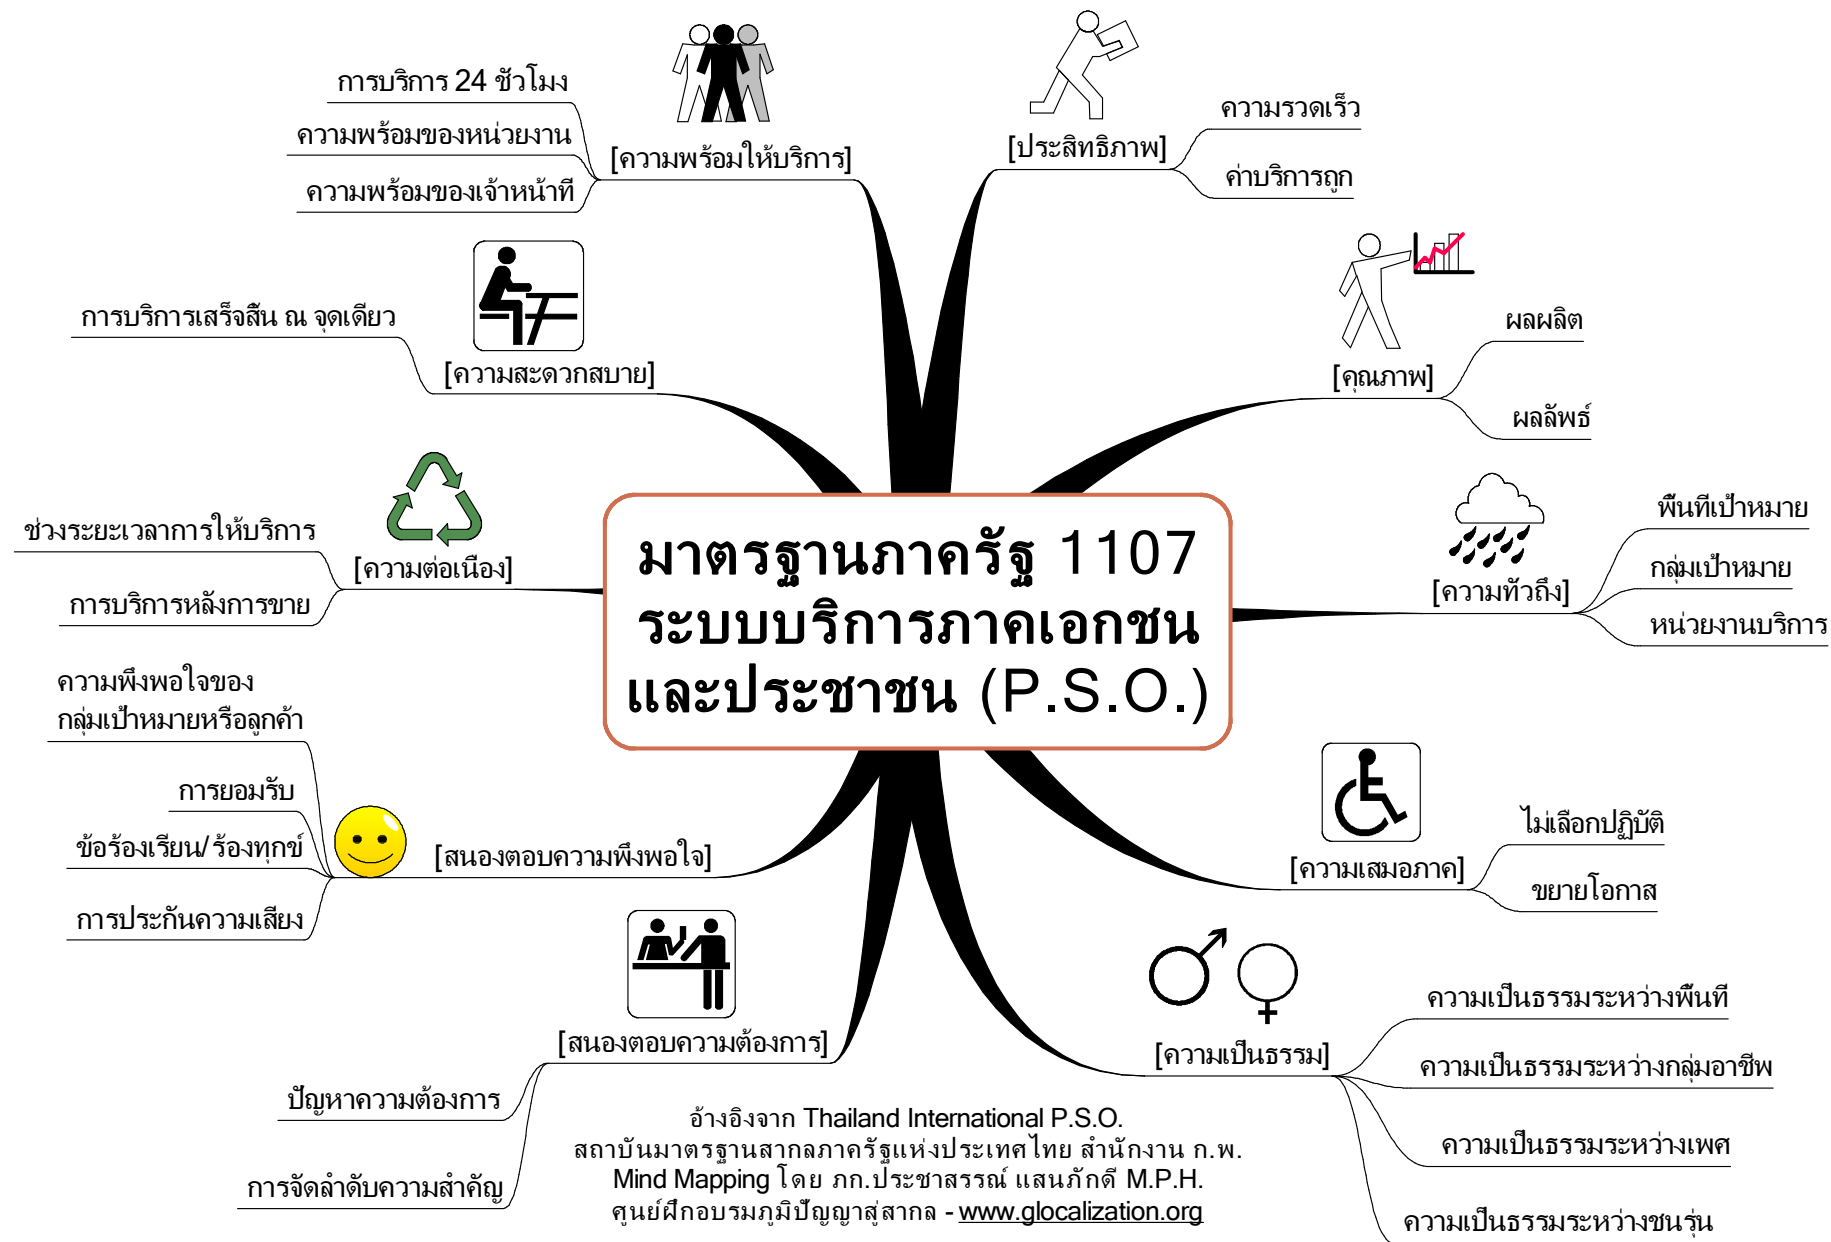 มาตรฐานภาครัฐ 1107
ระบบบริการภาคเอกชน
และประชาชน (P.S.O.)
[ประสิทธิภาพ]
ความรวดเร็ว
ค่าบริการถูก
[คุณภาพ]
ผลผลิต
ผลลัพธ์
[ความทั่วถึง]
พื้นที่เป้าหมาย
กลุ่มเป้าหมาย
หน่วยงานบริการ
[ความเสมอภาค]
ไม่เลือกปฏิบัติ
ขยายโอกาส
[ความเป็นธรรม]
ความเป็นธรรมระหว่างพื้นที่
ความเป็นธรรมระหว่างกลุ่มอาชีพ
ความเป็นธรรมระหว่างเพศ
ความเป็นธรรมระหว่างชนรุ่น
[สนองตอบความต้องการ]
ปัญหาความต้องการ
การจัดลำดับความสำคัญ
[สนองตอบความพึงพอใจ]
ความพึงพอใจของ
กลุ่มเป้าหมายหรือลูกค้า
การยอมรับ
ข้อร้องเรียน/ร้องทุกข์
การประกันความเสี่ยง
[ความต่อเนื่อง]
ช่วงระยะเวลาการให้บริการ
การบริการหลังการขาย
[ความสะดวกสบาย]
การบริการเสร็จสิ้น ณ จุดเดียว
[ความพร้อมให้บริการ]
การบริการ 24 ชั่วโมง
ความพร้อมของหน่วยงาน
ความพร้อมของเจ้าหน้าที่
อ้างอิงจาก Thailand International P.S.O.
สถาบันมาตรฐานสากลภาครัฐแห่งประเทศไทย สำนักงาน ก.พ.
Mind Mapping โดย ภก.ประชาสรรณ์ แสนภักดี M.P.H.
ศูนย์ฝึกอบรมภูมิปัญญาสู่สากล - www.glocalization.org